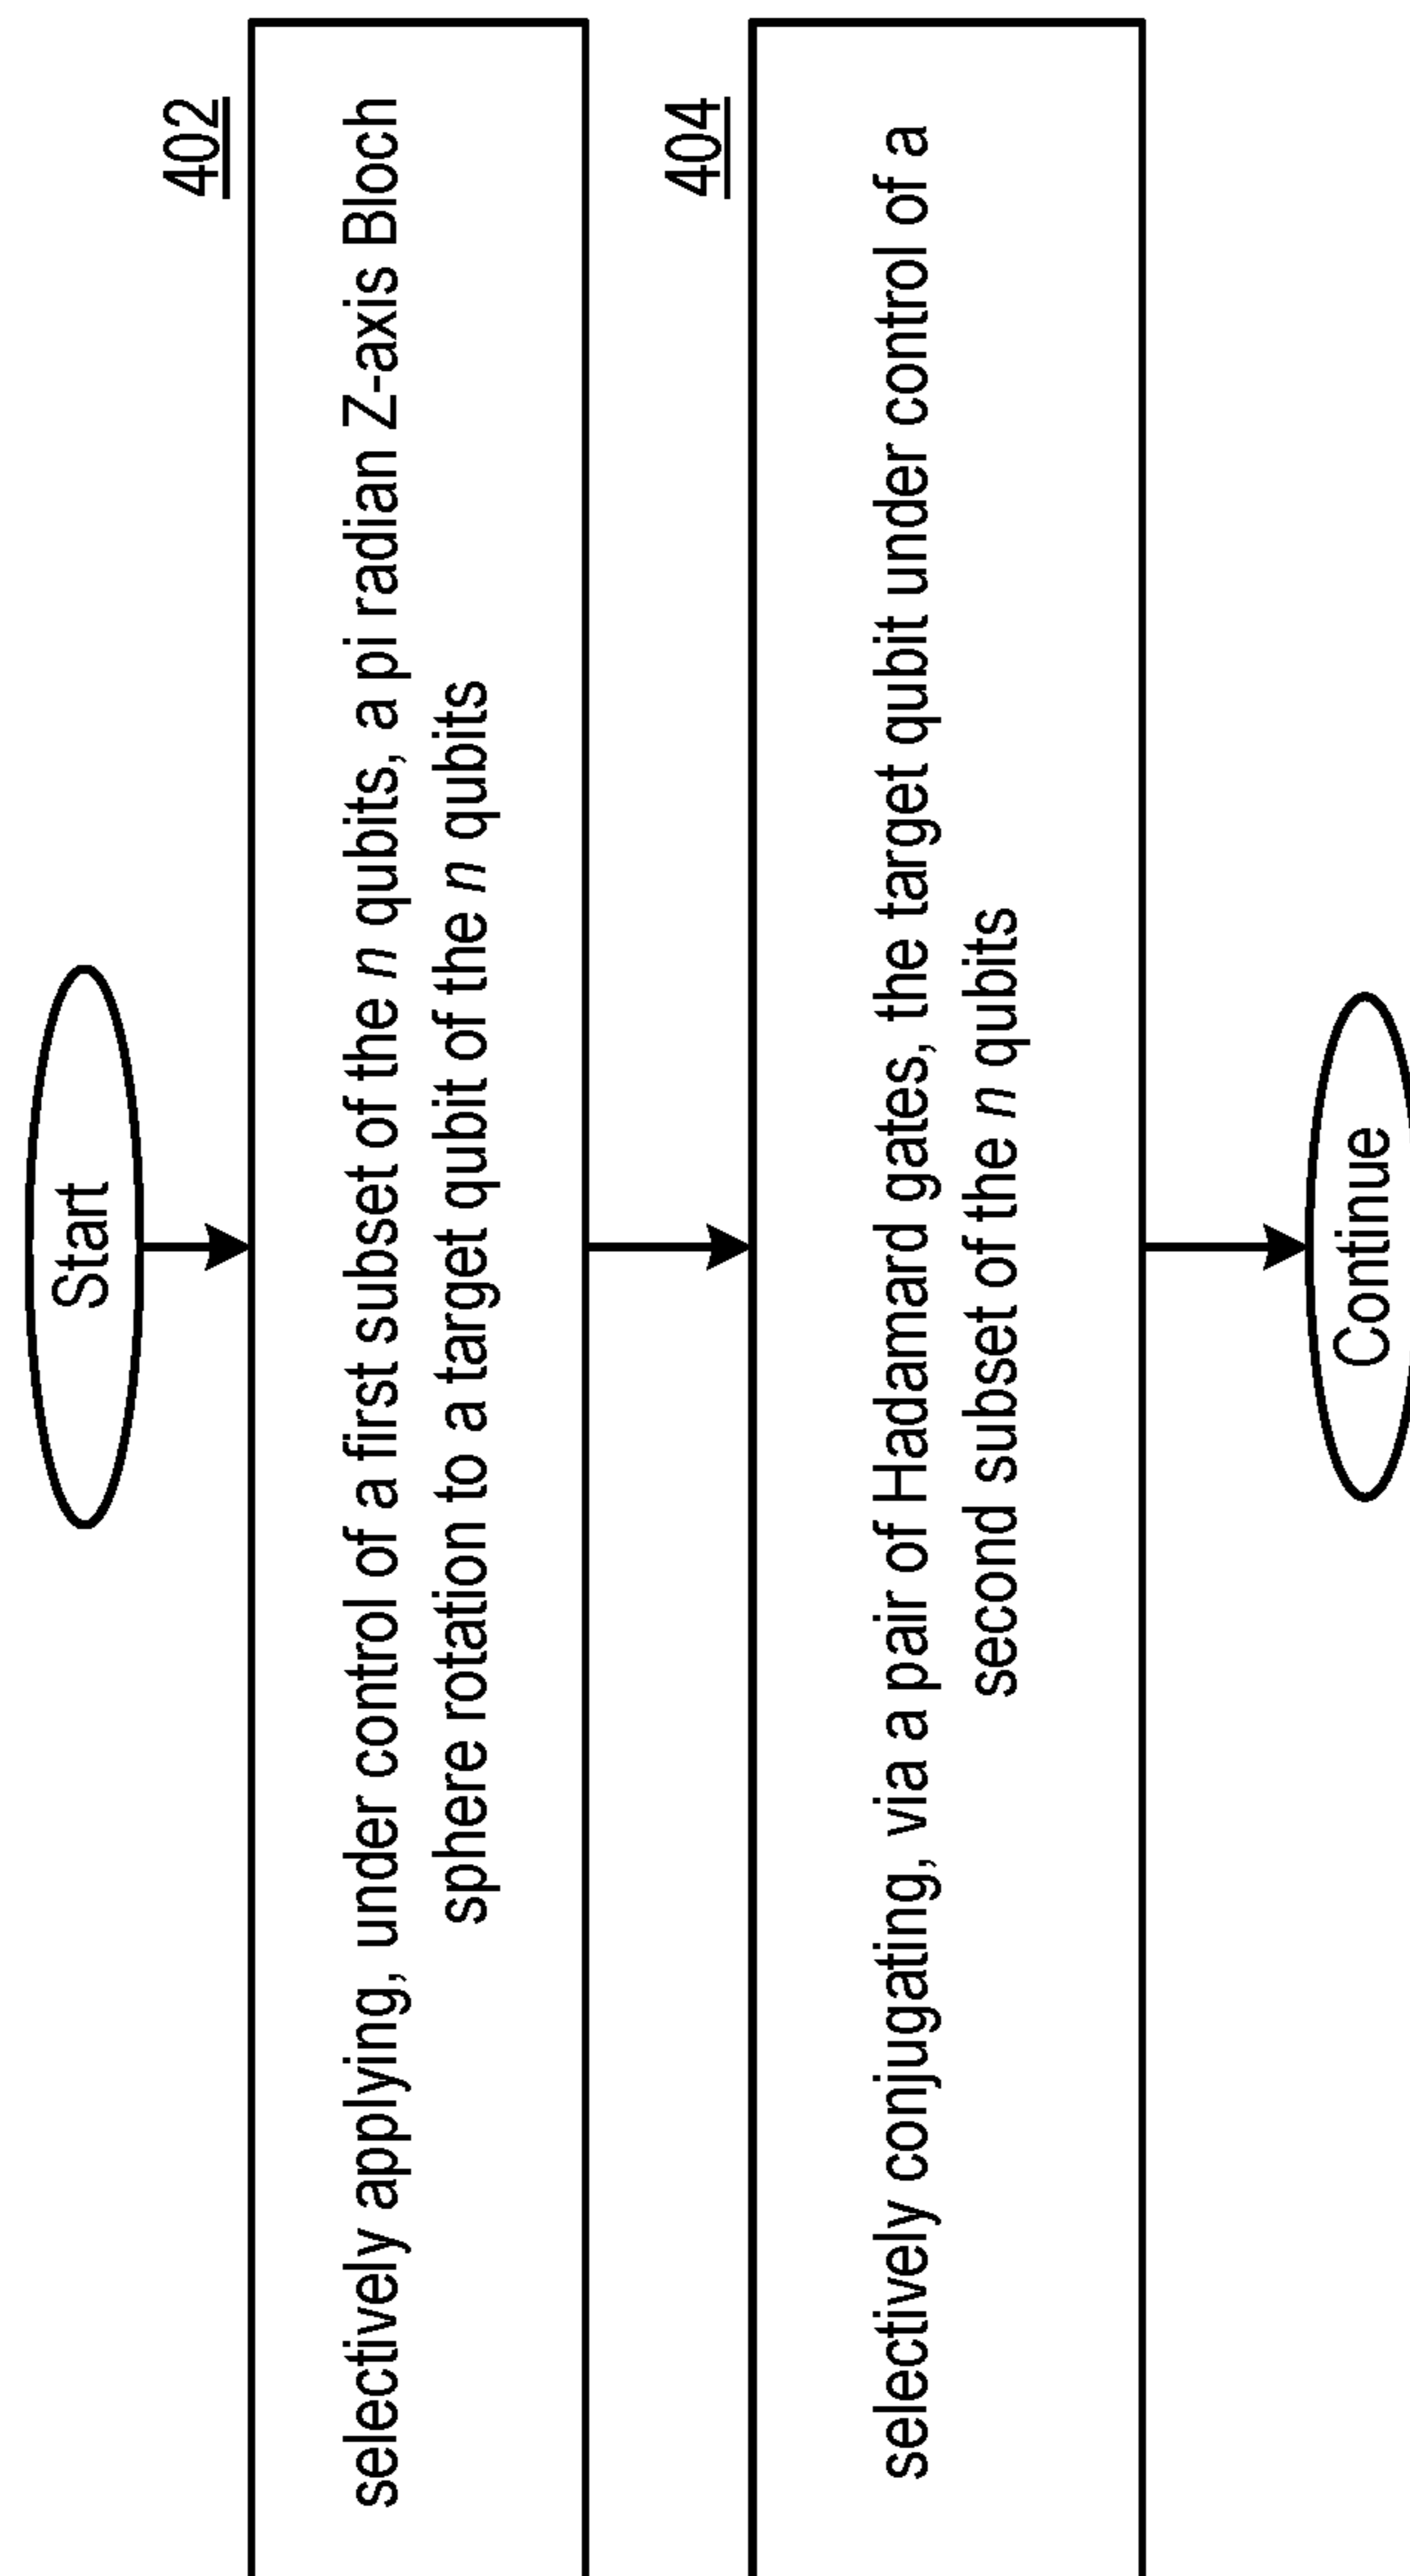 Start
402
selectively applying, under control of a first subset of the n qubits, a pi radian Z-axis Bloch
sphere rotation to a target qubit of the n qubits
404
selectively conjugating, via a pair of Hadamard gates, the target qubit under control of a
second subset of the n qubits
Continue